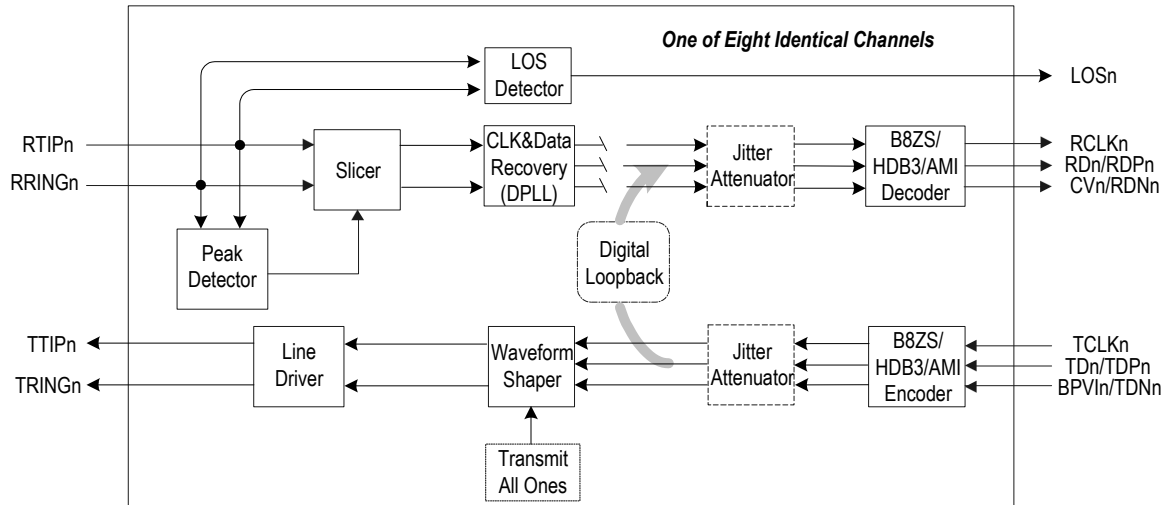 One of Eight Identical Channels
LOS
Detector
LOSn
RTIPn
RRINGn
Slicer
CLK&Data
Recovery
(DPLL)
Jitter
Attenuator
B8ZS/
HDB3/AMI
Decoder
RCLKn
RDn/RDPn
CVn/RDNn
Peak
Detector
Digital
Loopback
TTIPn
TRINGn
Line
Driver
Waveform
Shaper
Jitter
Attenuator
B8ZS/
HDB3/AMI
Encoder
TCLKn
TDn/TDPn
BPVIn/TDNn
Transmit
All Ones